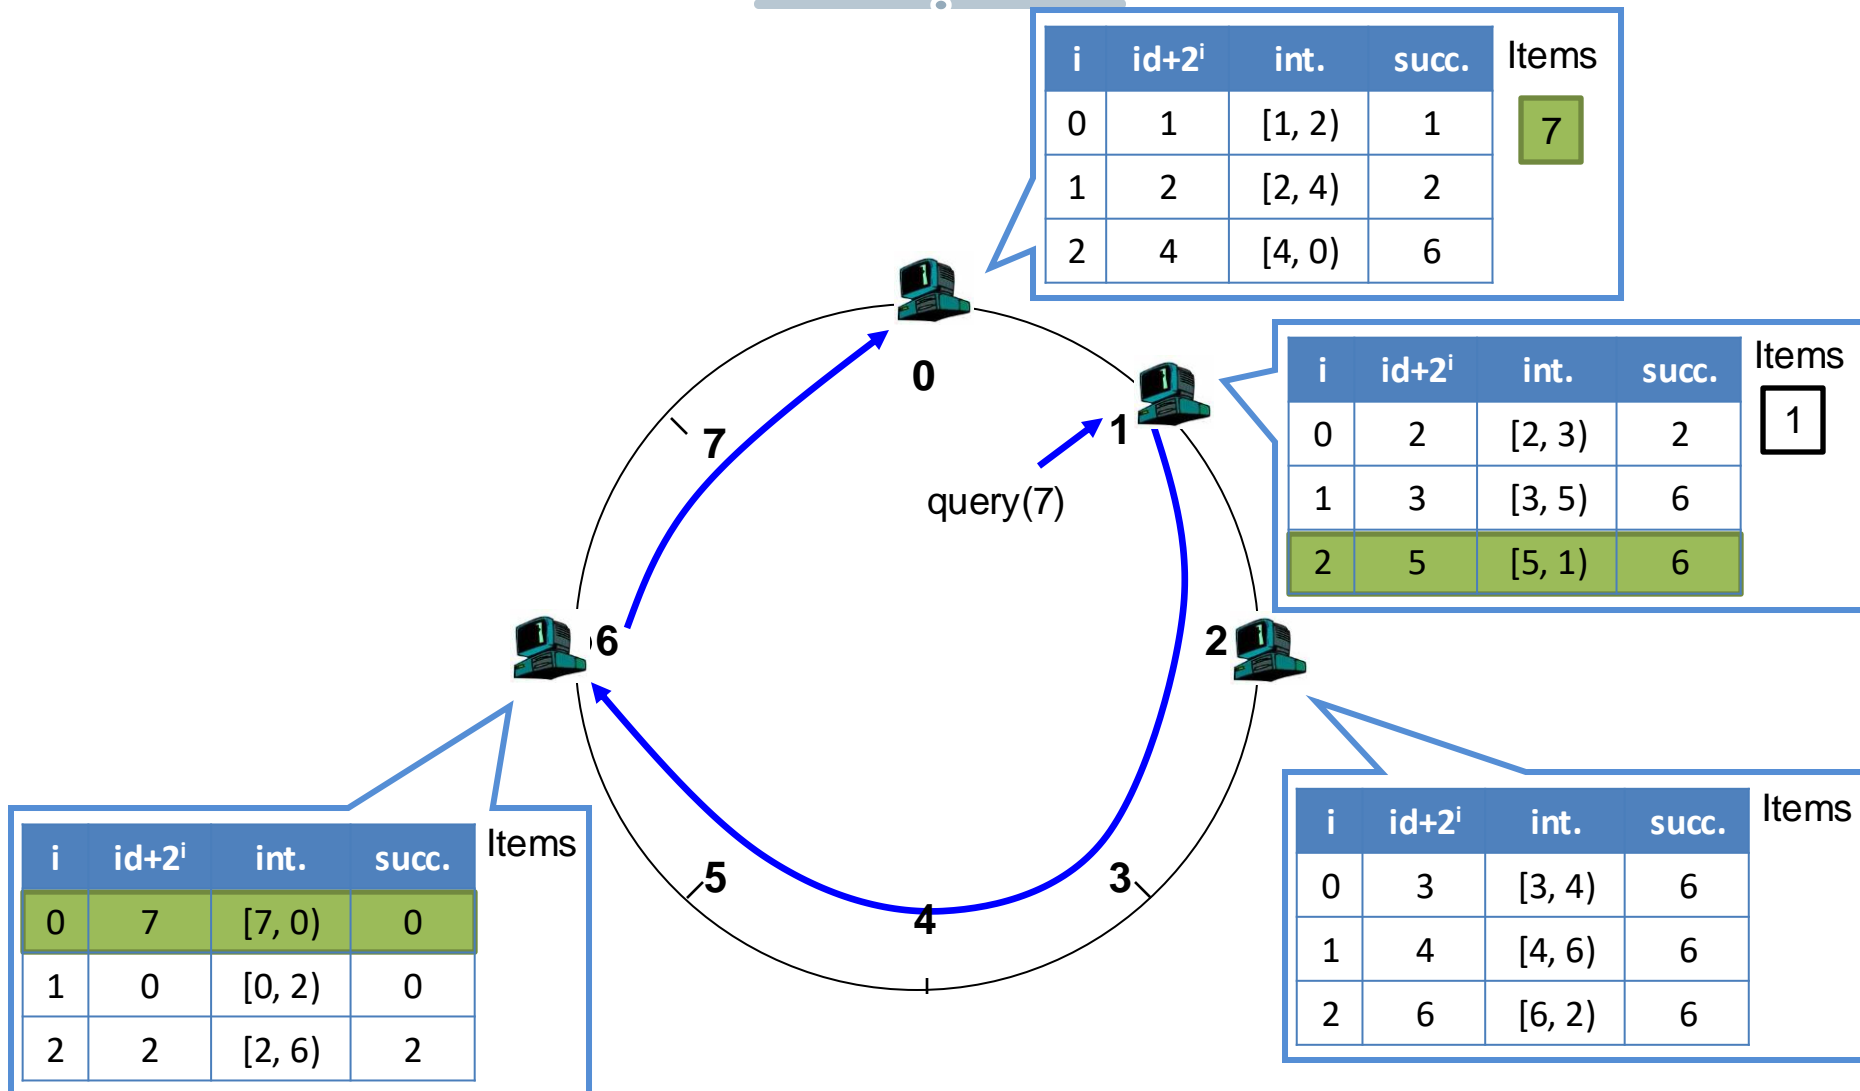 i id+2ⁱ int. succ. Items
0 1 [1, 2) 1 7
1 2 [2, 4) 2
2 4 [4, 0) 6
i id+2ⁱ int. succ. Items
0 2 [2, 3) 2 1
1 3 [3, 5) 6
2 5 [5, 1) 6
0
1
7
query(7)
6
2
5
3
4
i id+2ⁱ int. succ. Items
0 7 [7, 0) 0
1 0 [0, 2) 0
2 2 [2, 6) 2
i id+2ⁱ int. succ. Items
0 3 [3, 4) 6
1 4 [4, 6) 6
2 6 [6, 2) 6